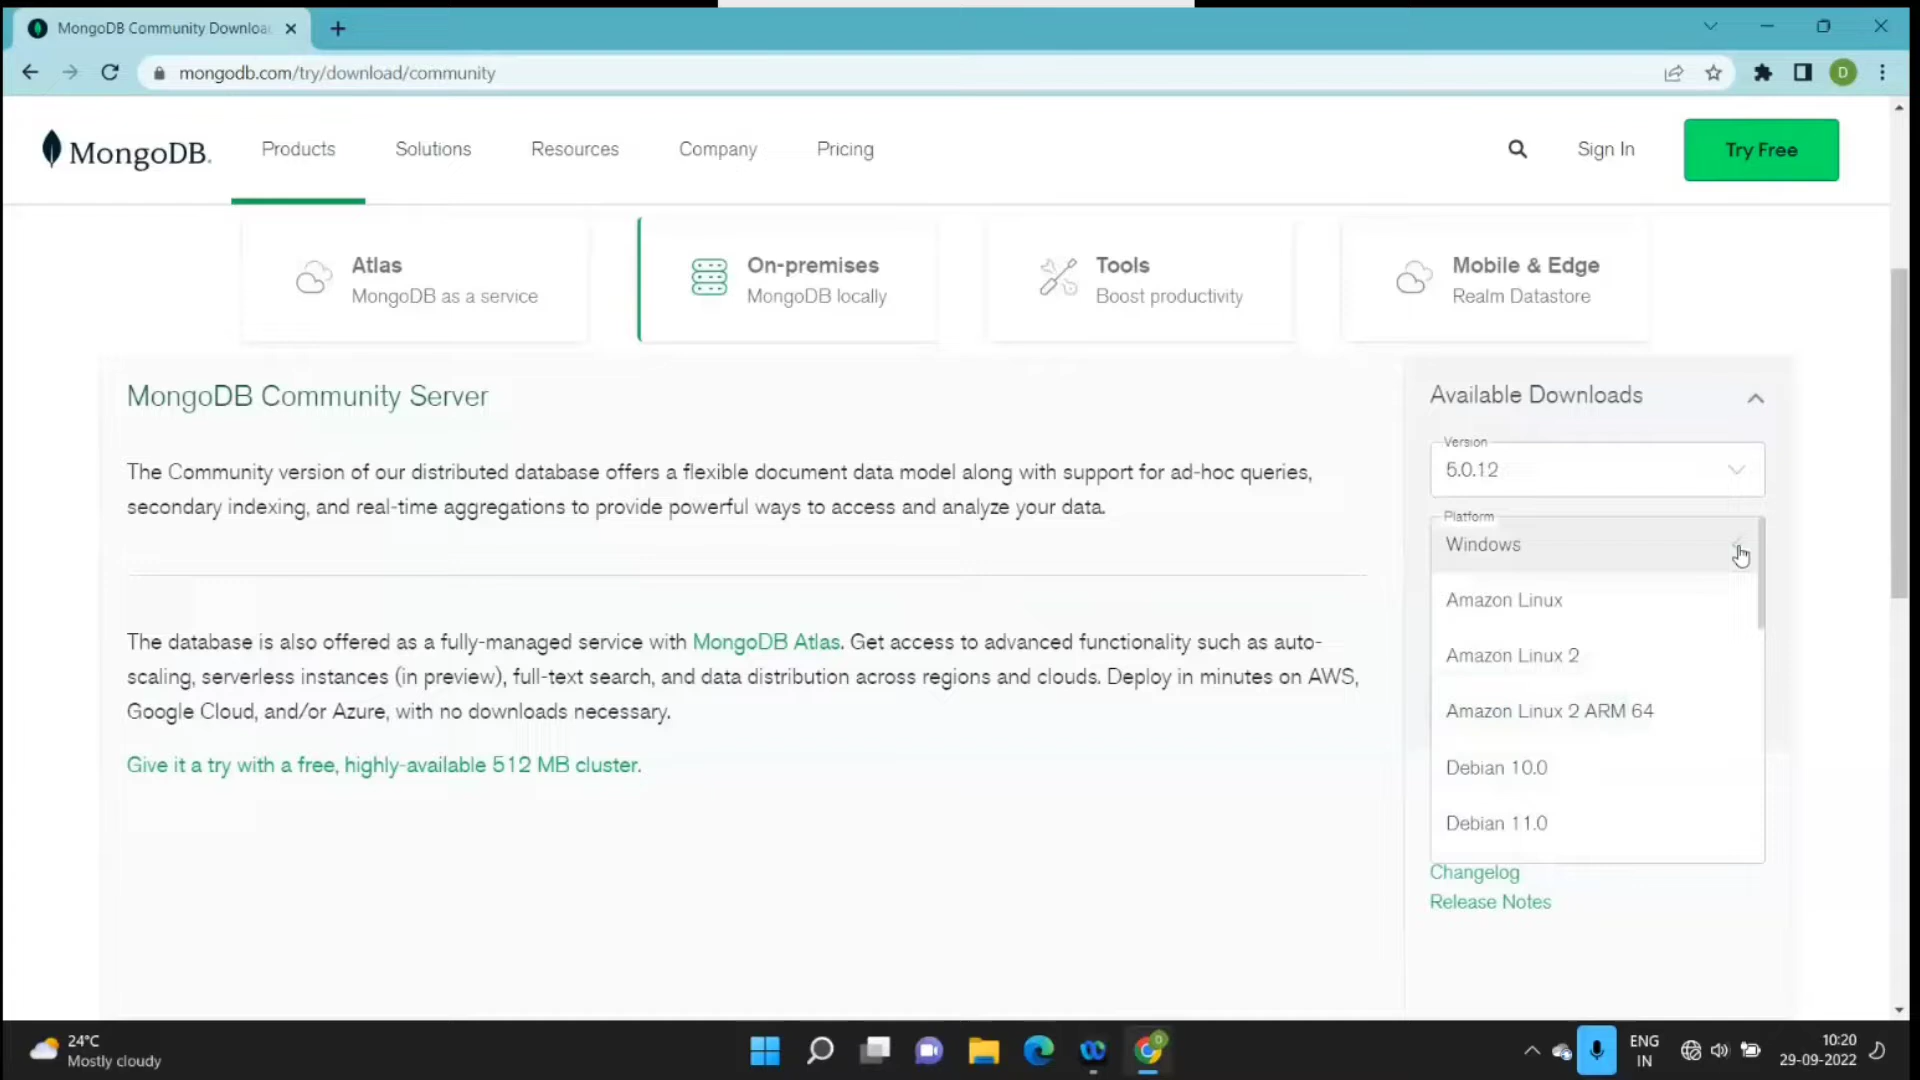 MongoDB Community Downloa
mongodb.com/try/download/community
D
MongoDB.
Products
Solutions
Resources
Company
Pricing
Sign In
Try Free
Atlas
MongoDB as a service
On-premises
MongoDB locally
Tools
Boost productivity
Mobile & Edge
Realm Datastore
MongoDB Community Server
The Community version of our distributed database offers a flexible document data model along with support for ad-hoc queries,
secondary indexing, and real-time aggregations to provide powerful ways to access and analyze your data.
The database is also offered as a fully-managed service with MongoDB Atlas. Get access to advanced functionality such as auto-
scaling, serverless instances (in preview), full-text search, and data distribution across regions and clouds. Deploy in minutes on AWS,
Google Cloud, and/or Azure, with no downloads necessary.
Give it a try with a free, highly-available 512 MB cluster.
Available Downloads
Version
5.0.12
Platform
Windows
Amazon Linux
Amazon Linux 2
Amazon Linux 2 ARM 64
Debian 10.0
Debian 11.0
Changelog
Release Notes
24°C
Mostly cloudy
D
ENG
IN
10:20
29-09-2022